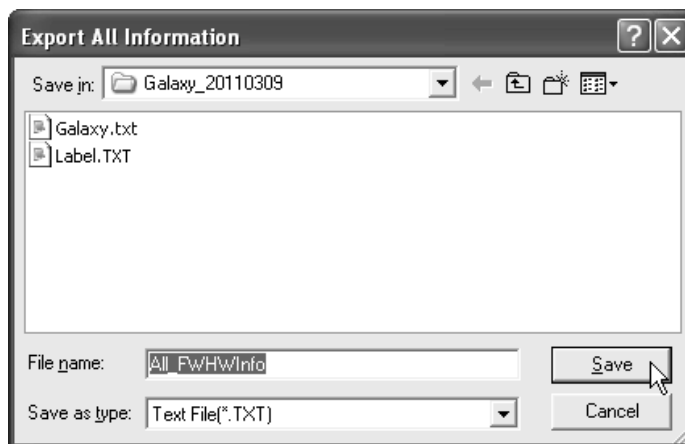 Export All Information
Save in: Galaxy_20110309
Galaxy.txt
Label.TXT
File name: All_FWHWInfo Save
Save as type: Text File(*.TXT) Cancel